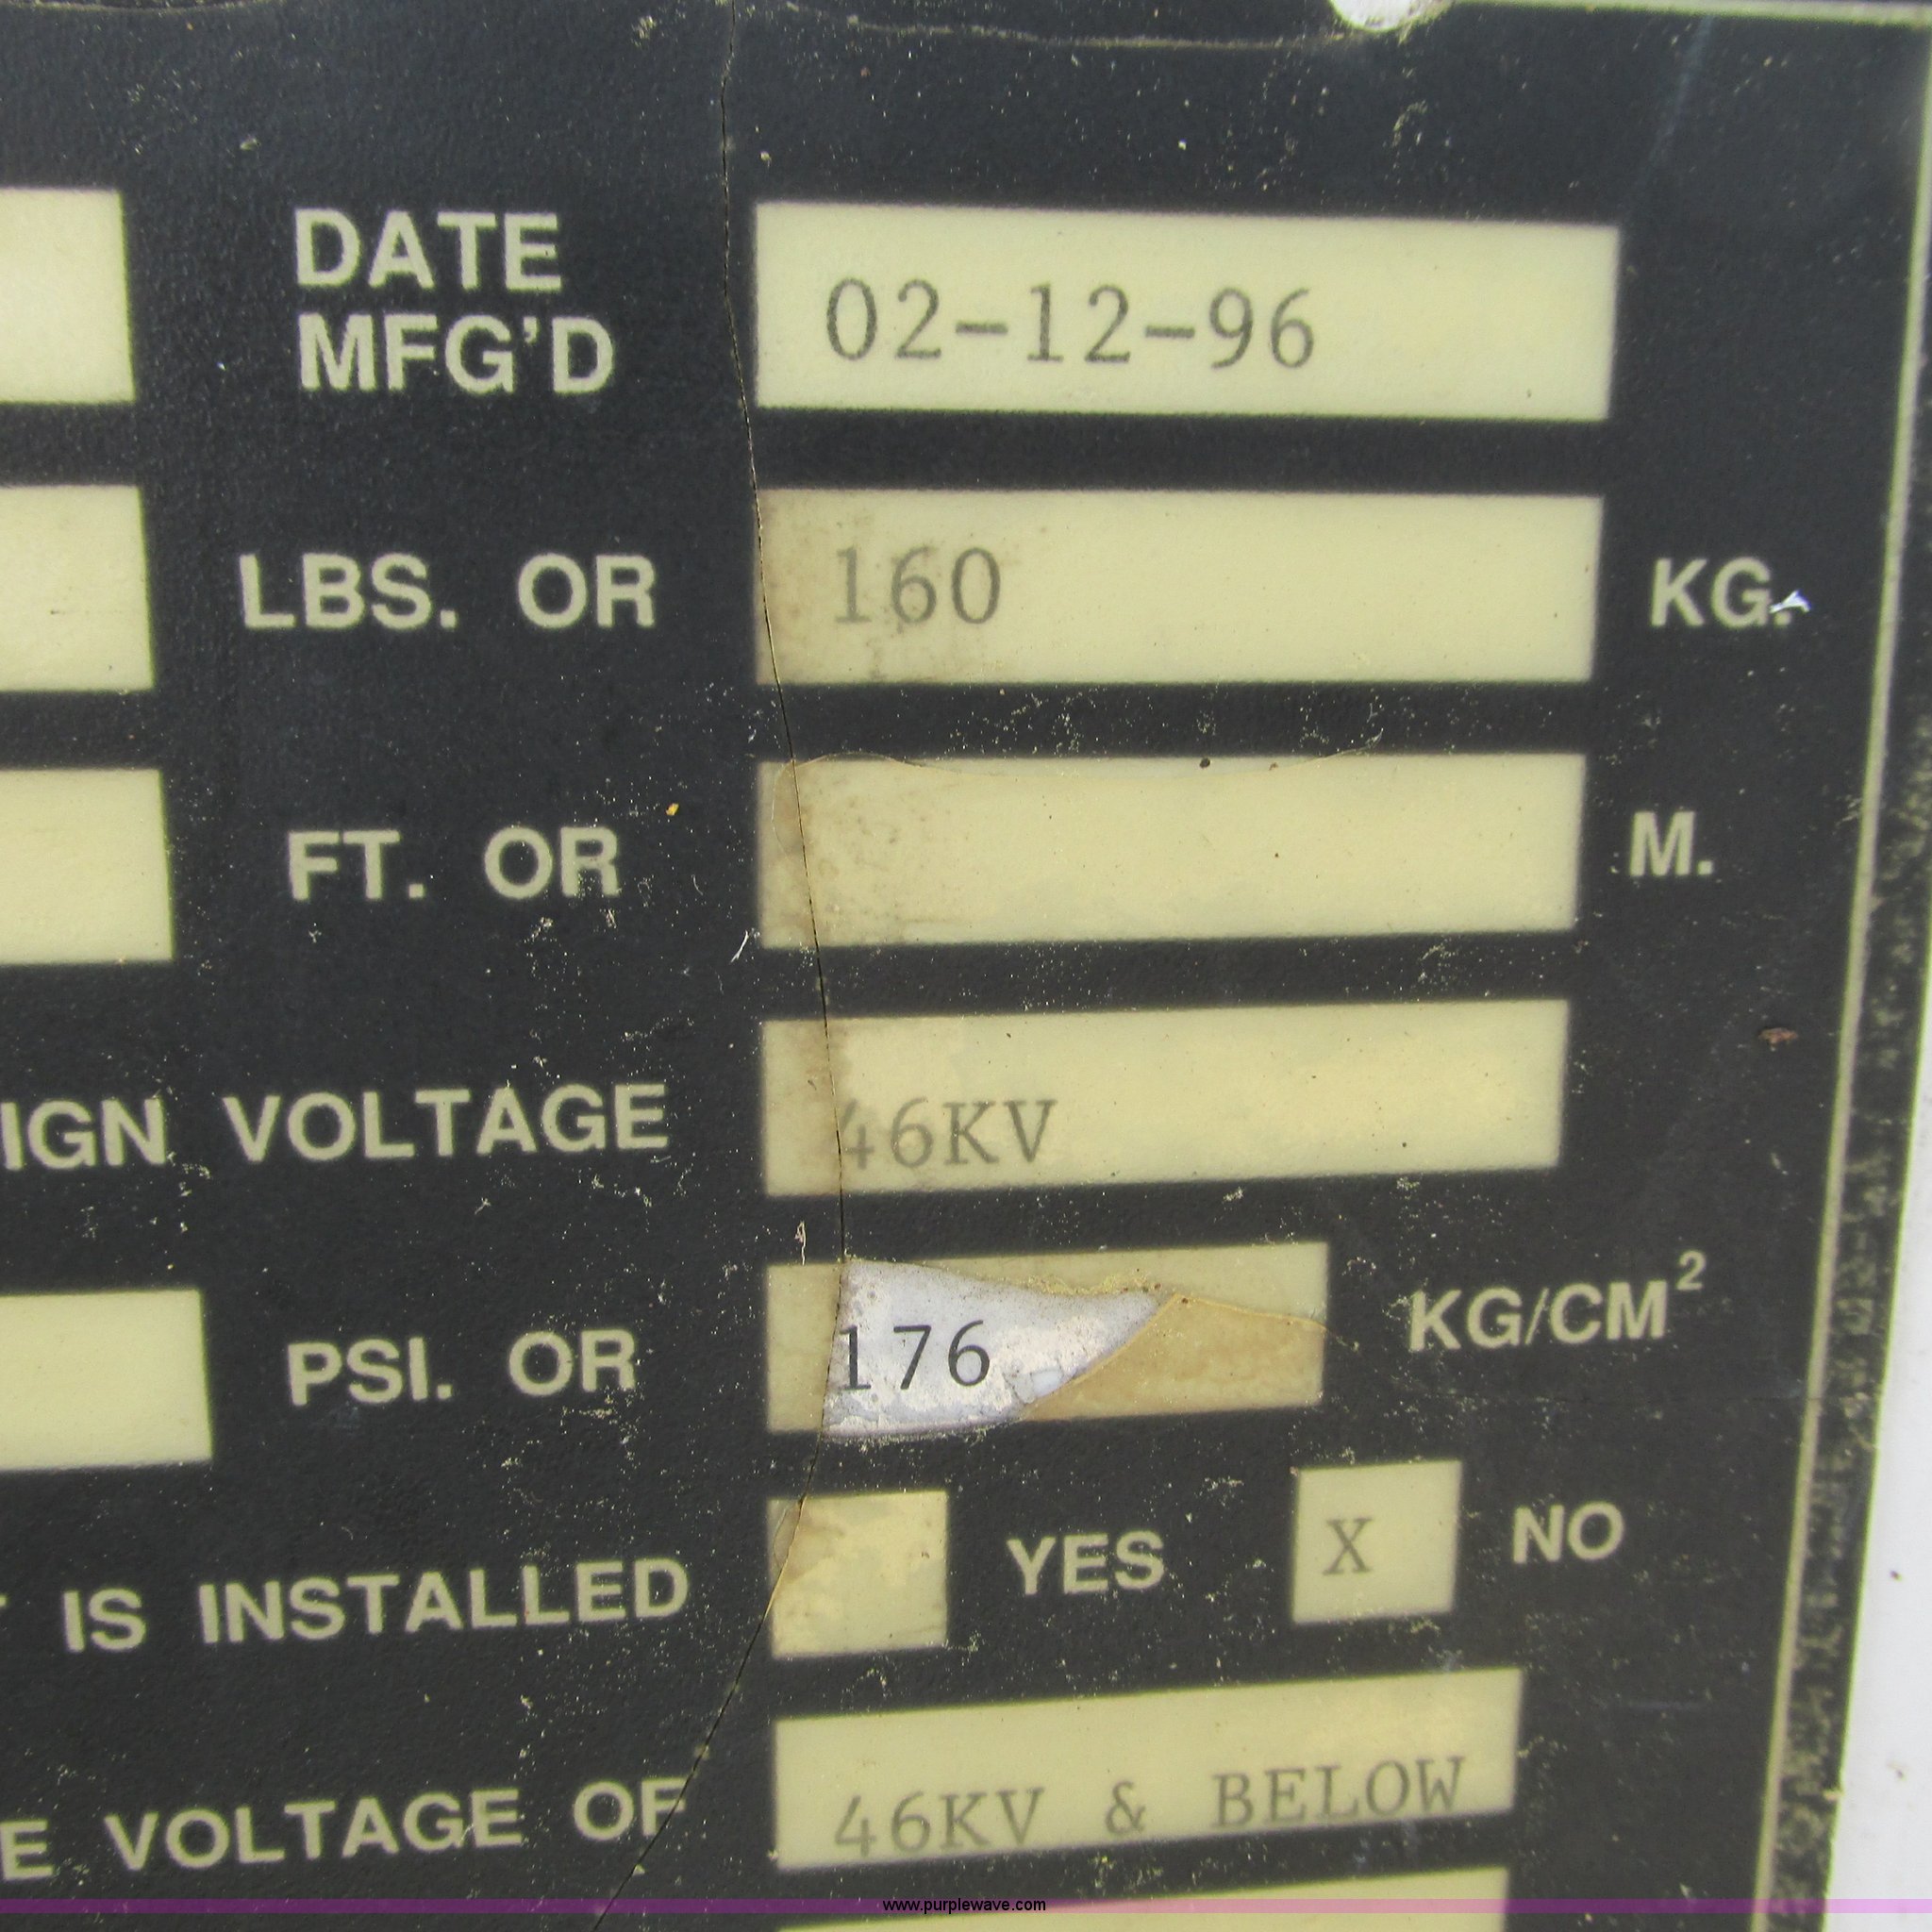 DATE
MFG'D 02-12-96
LBS. OR 160 KG.
FT. OR M.
IGN VOLTAGE 46KV
PSI. OR 176 KG/CM²
IS INSTALLED YES X NO
E VOLTAGE OF 46KV & BELOW
www.purplewave.com